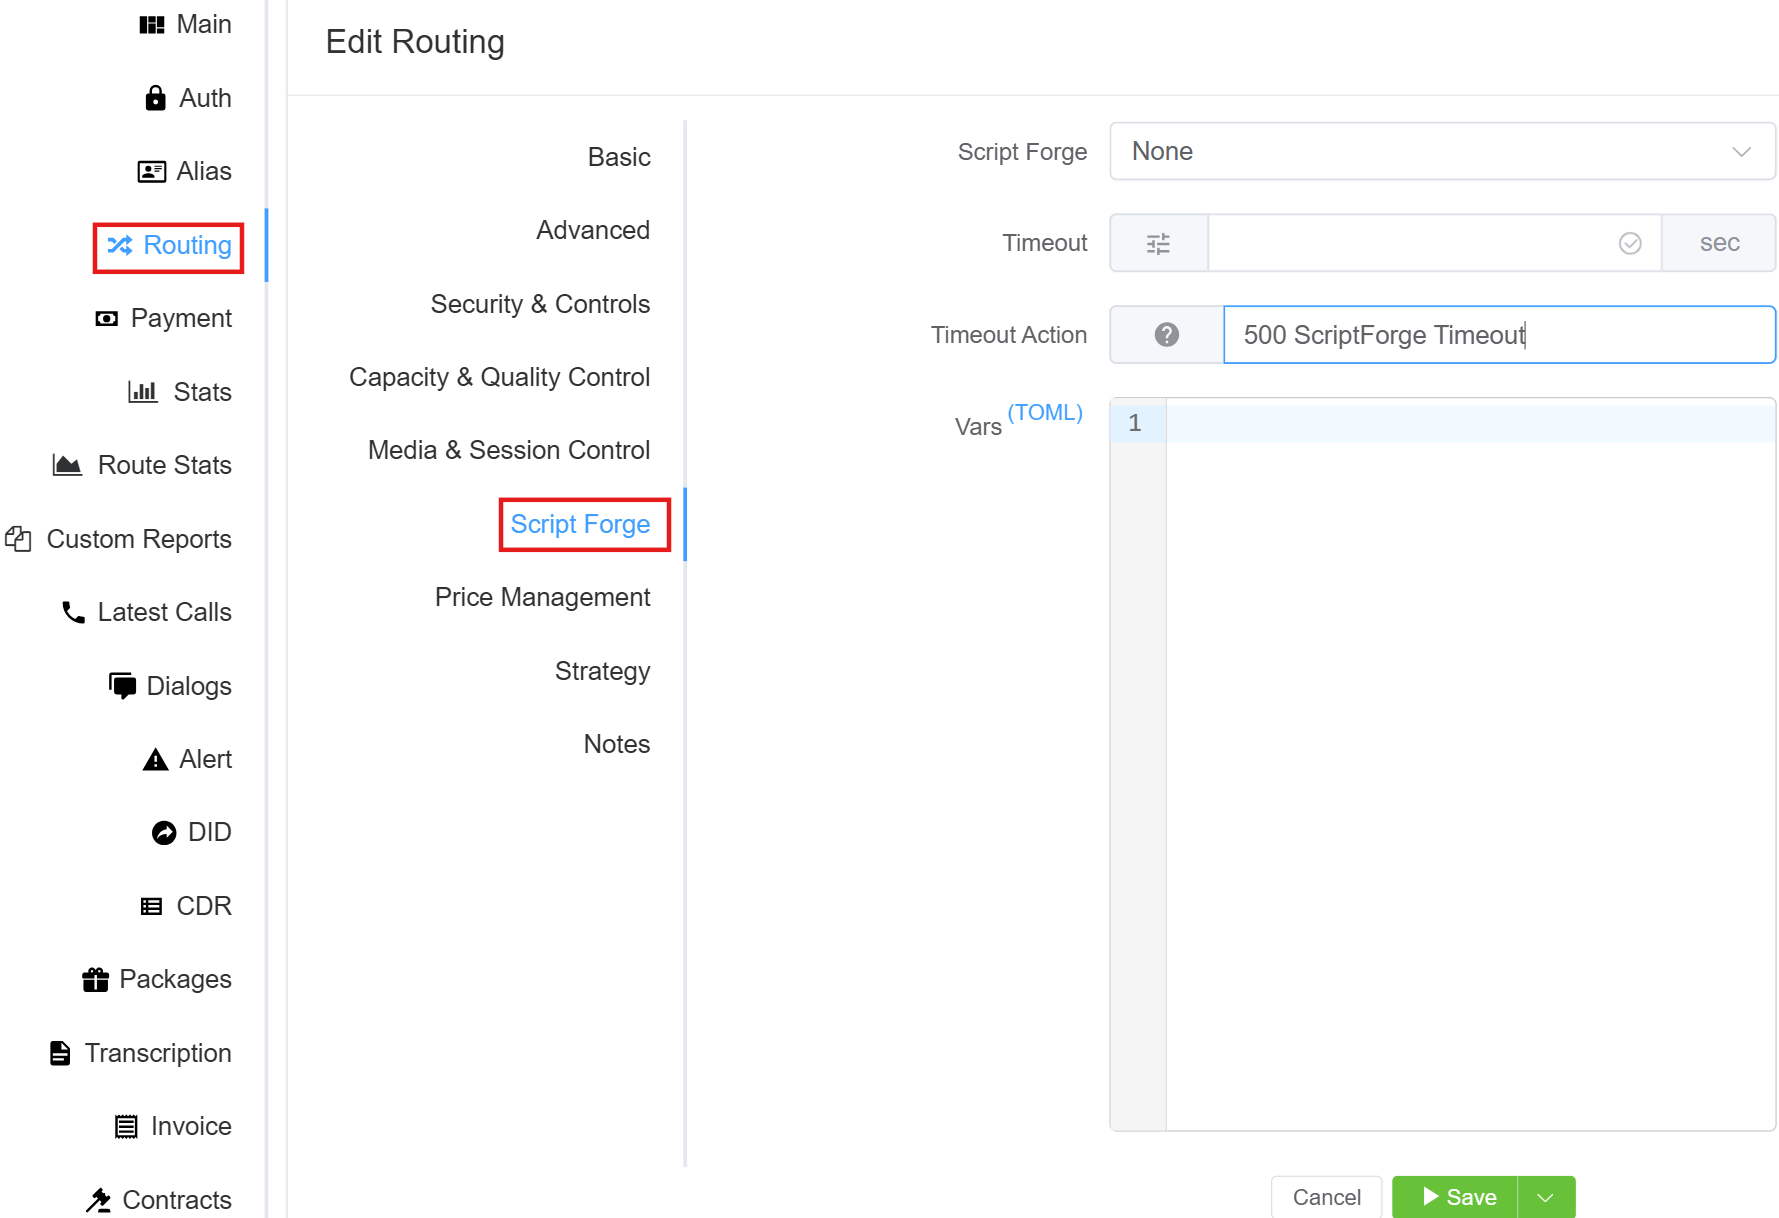 Main
Auth
Alias
Routing
Payment
Stats
Route Stats
Custom Reports
Latest Calls
Dialogs
Alert
DID
CDR
Packages
Transcription
Invoice
Contracts
Edit Routing
Basic
Advanced
Security & Controls
Capacity & Quality Control
Media & Session Control
Script Forge
Price Management
Strategy
Notes
Script Forge None
Timeout sec
Timeout Action 500 ScriptForge Timeout
Vars (TOML) 1
Cancel Save